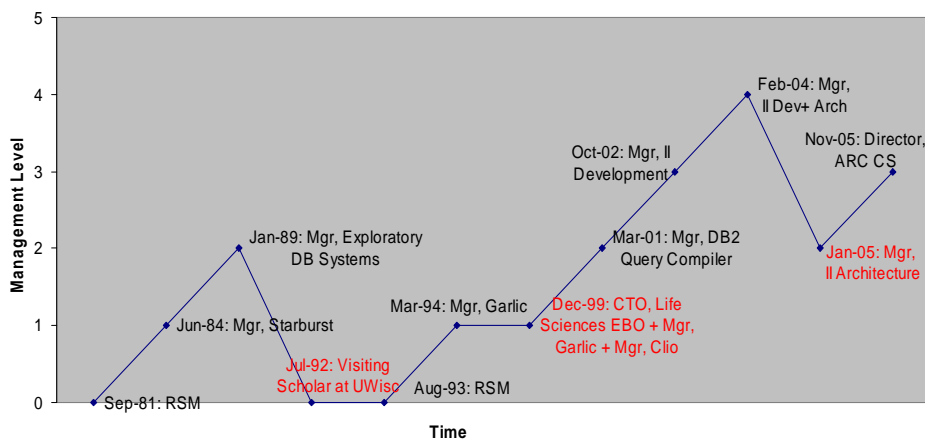 5
4
3
2
1
0
Management Level
Time
Sep-81: RSM
Jun-84: Mgr, Starburst
Jan-89: Mgr, Exploratory
DB Systems
Jul-92: Visiting
Scholar at UWisc
Aug-93: RSM
Mar-94: Mgr, Garlic
Dec-99: CTO, Life
Sciences EBO + Mgr,
Garlic + Mgr, Clio
Mar-01: Mgr, DB2
Query Compiler
Oct-02: Mgr, II
Development
Feb-04: Mgr,
II Dev+ Arch
Jan-05: Mgr,
II Architecture
Nov-05: Director,
ARC CS